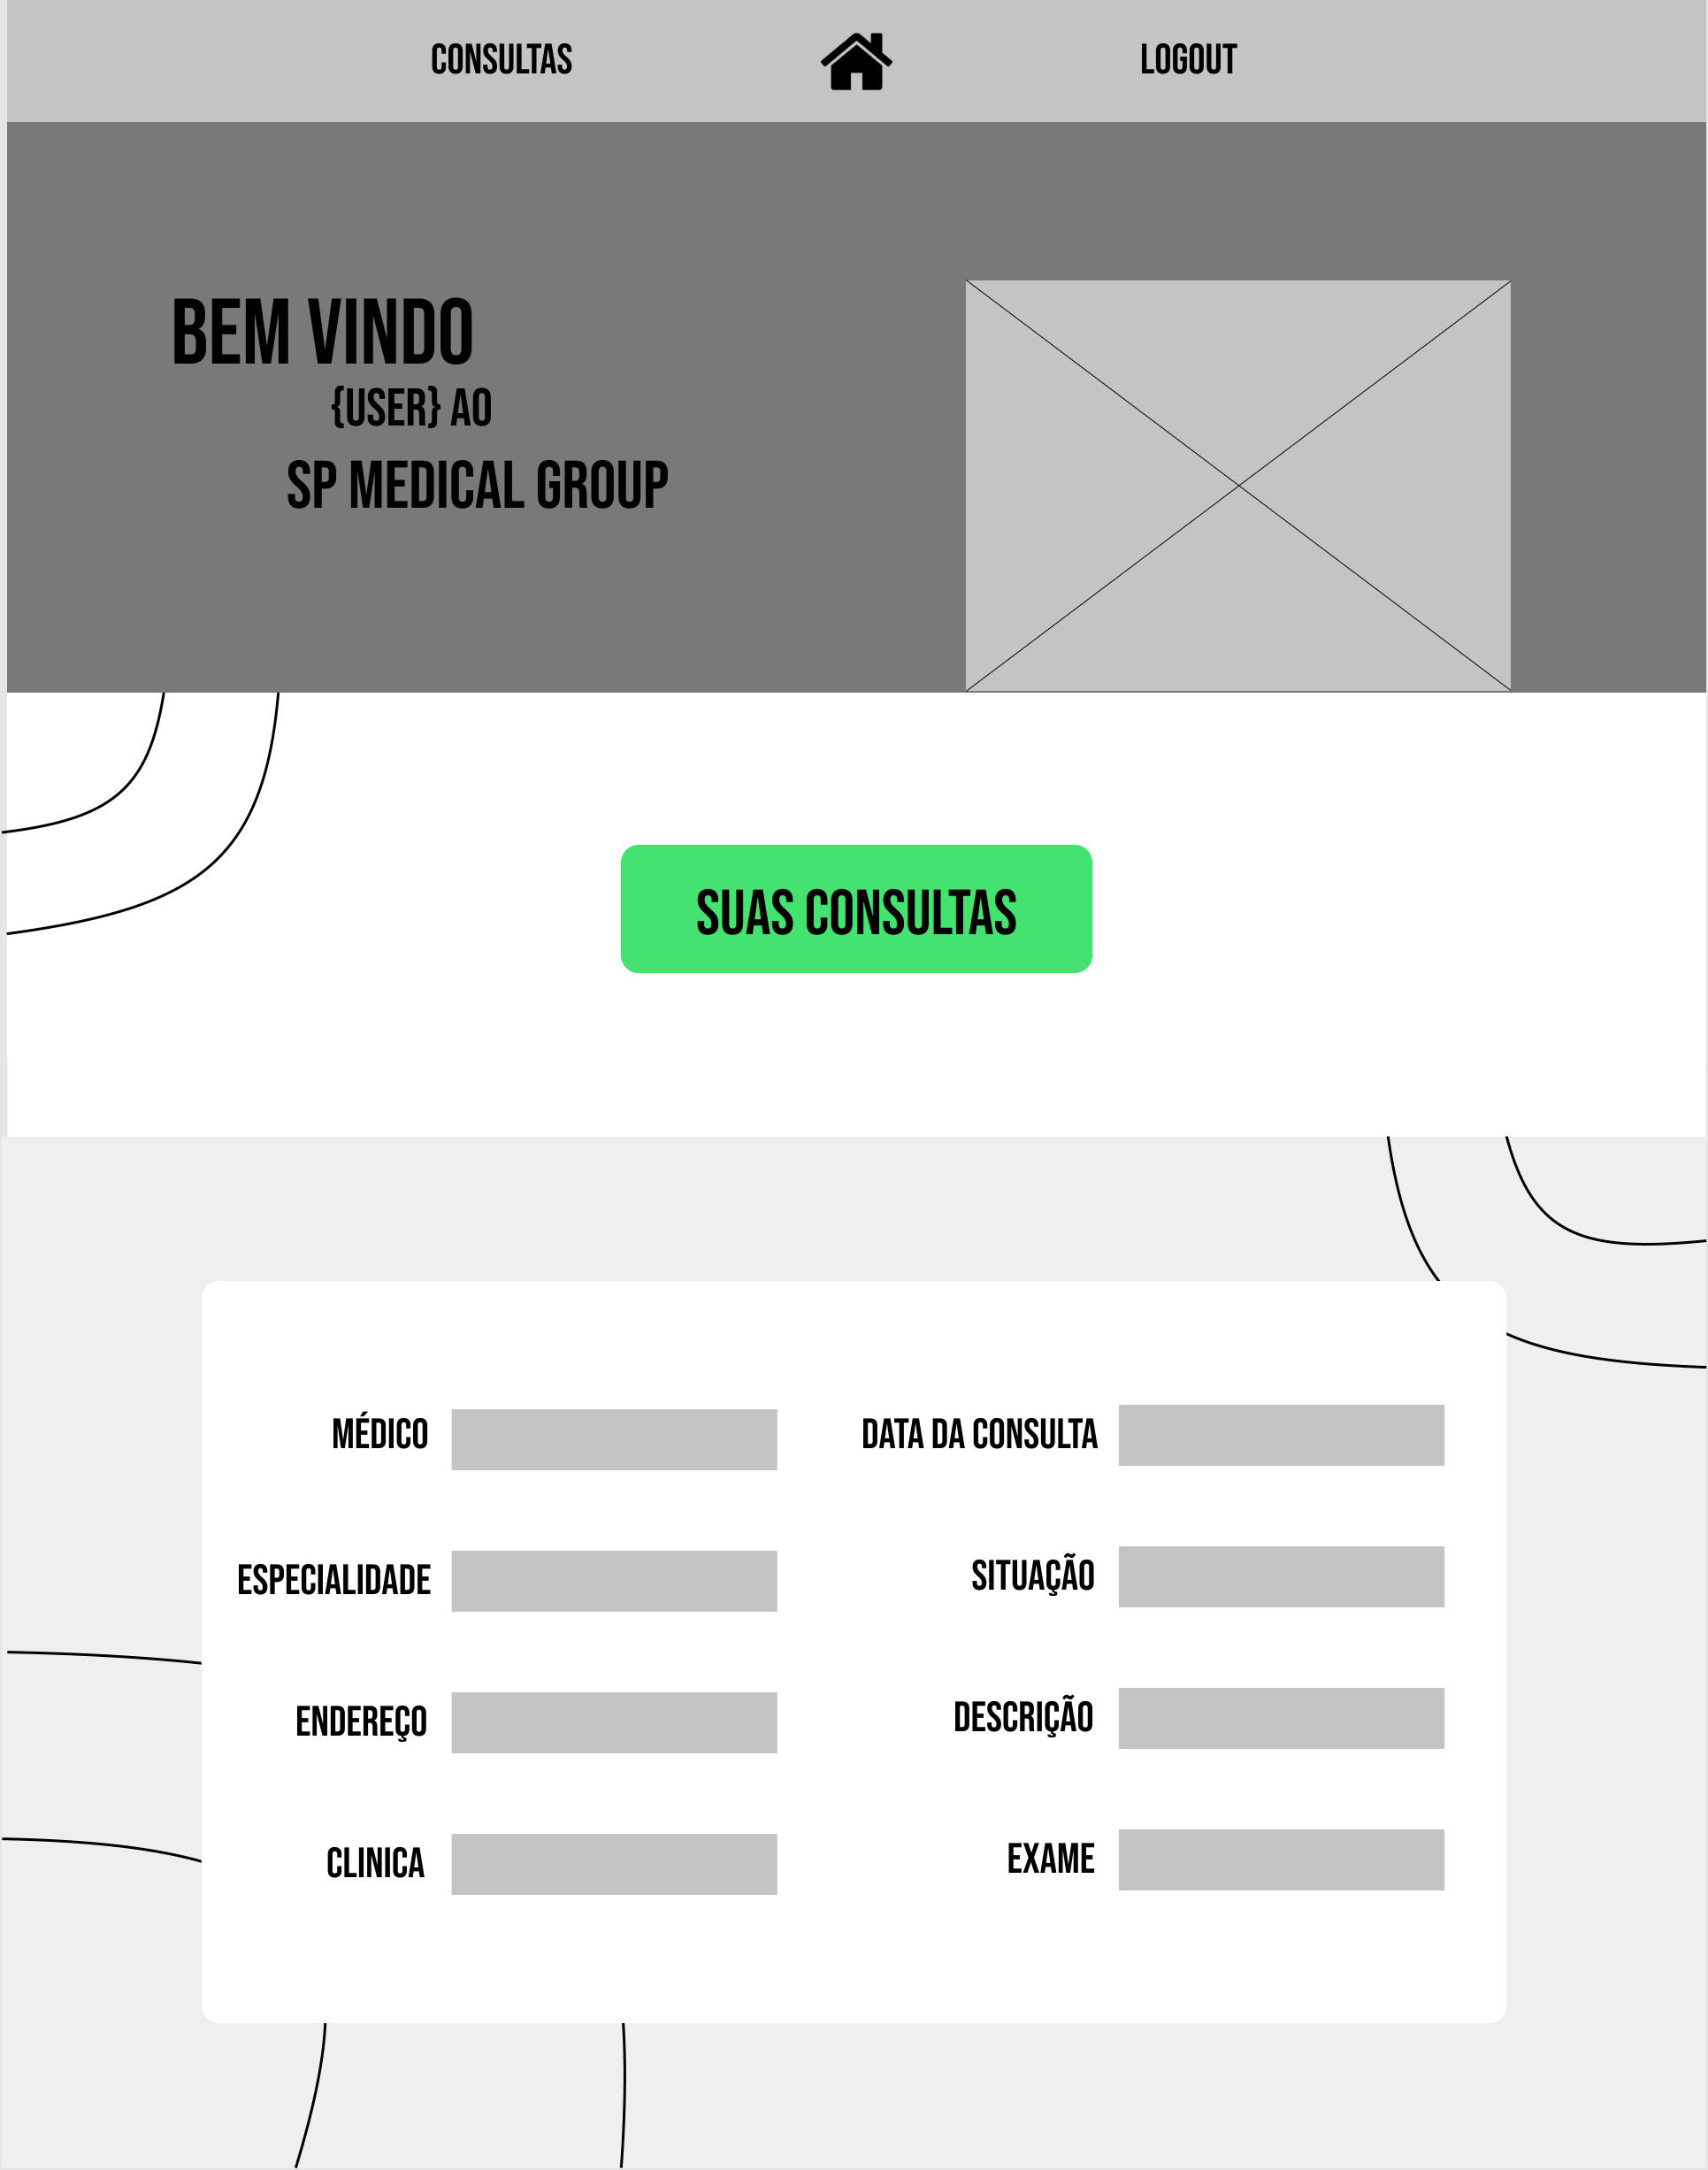 CONSULTAS
LOGOUT
BEM VINDO
{USER} AO
SP MEDICAL GROUP
SUAS CONSULTAS
MÉDICO
DATA DA CONSULTA
ESPECIALIDADE
SITUAÇÃO
ENDEREÇO
DESCRIÇÃO
CLINICA
EXAME